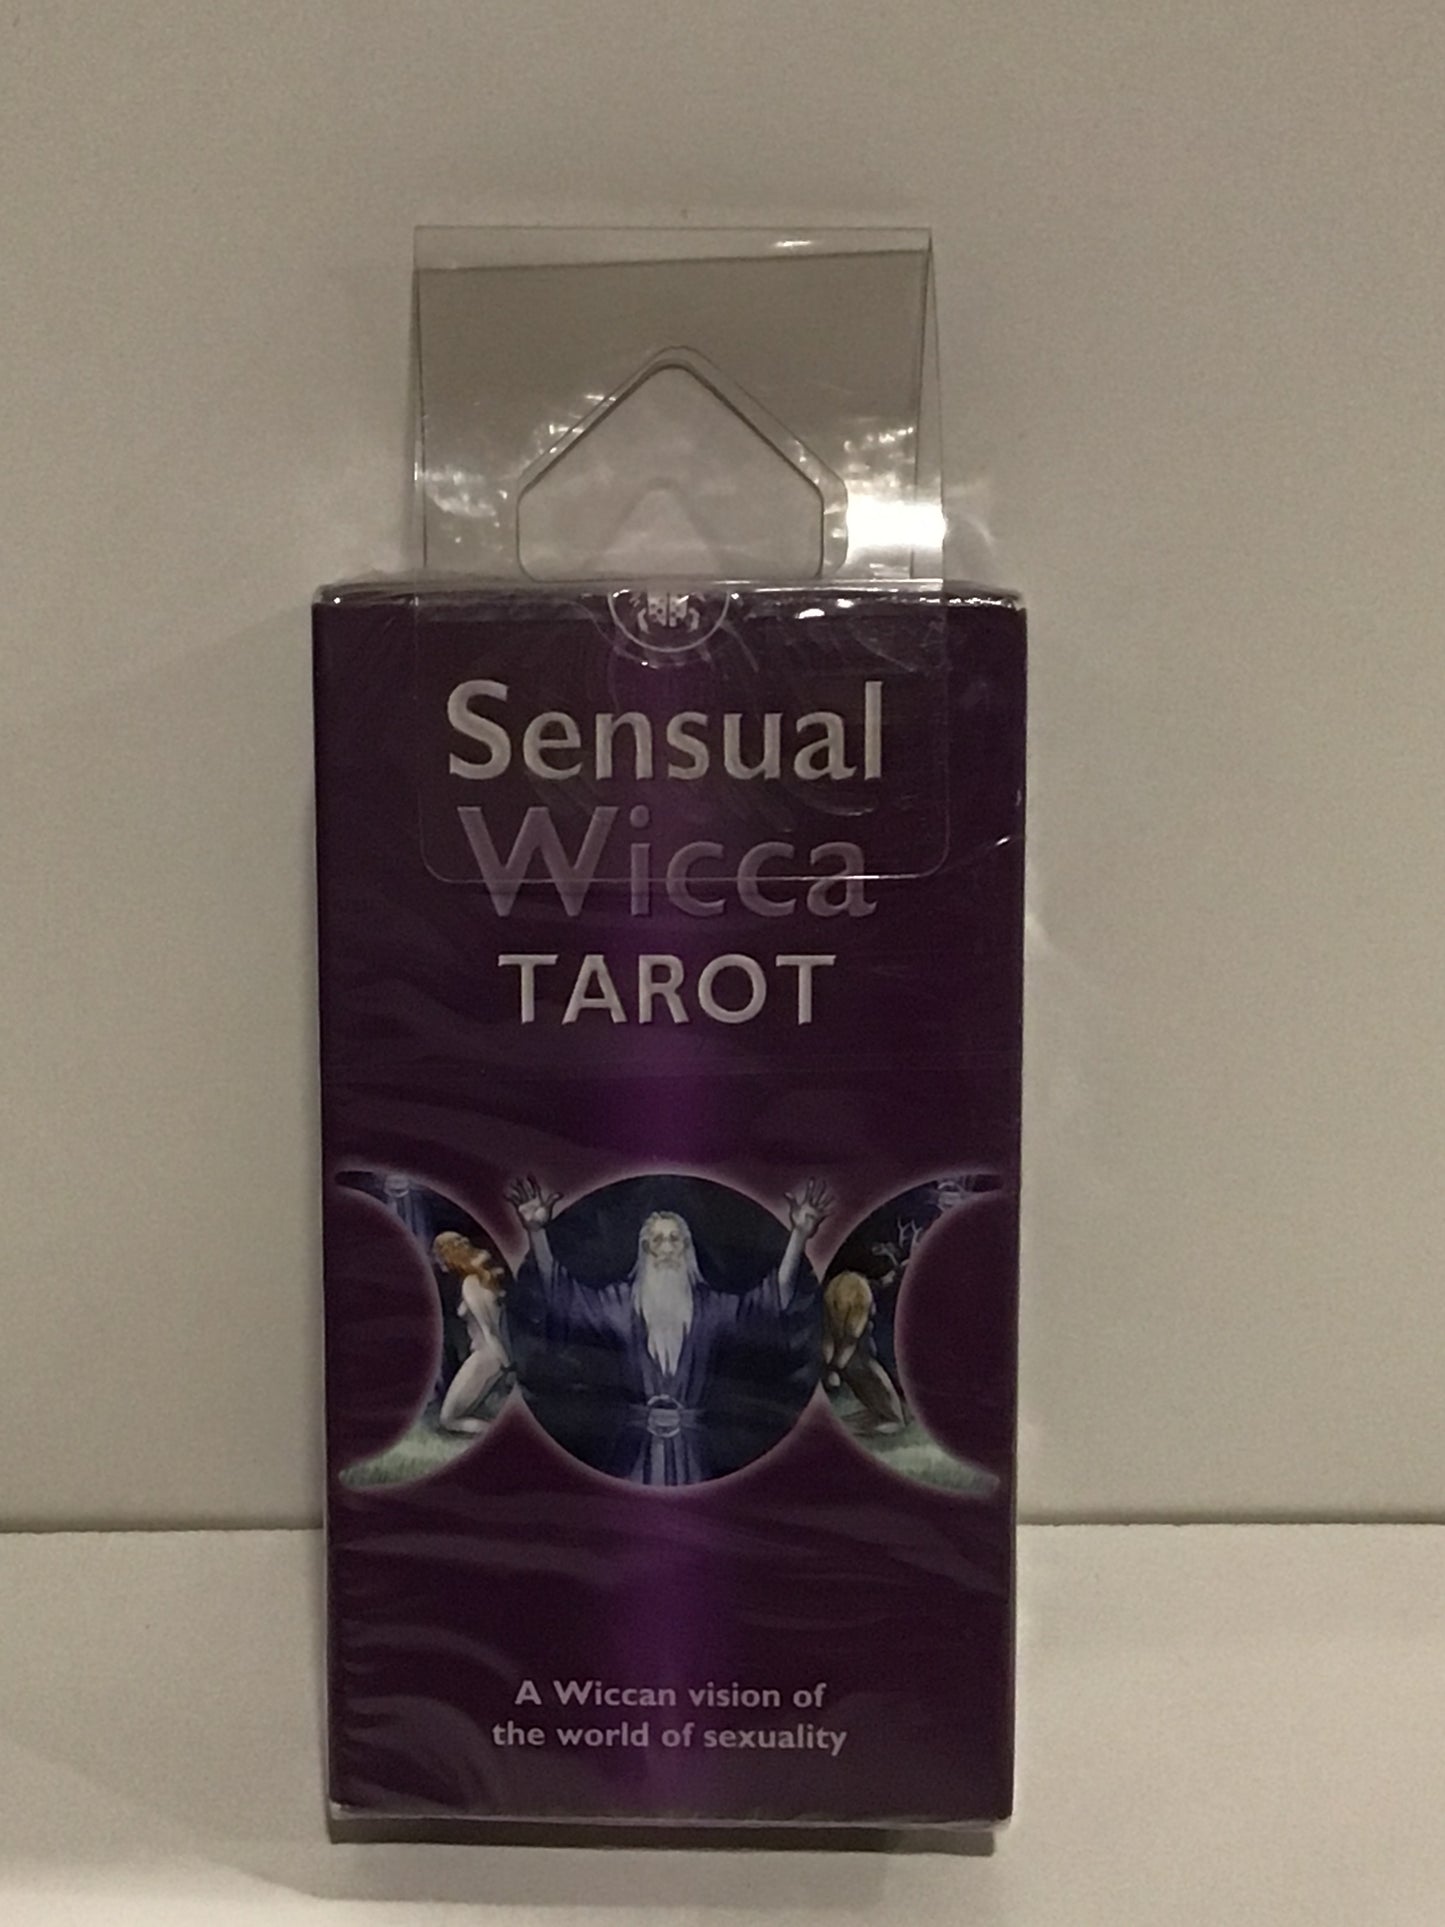 Sensual
Wicca
TAROT
A Wiccan vision of
the world of sexuality